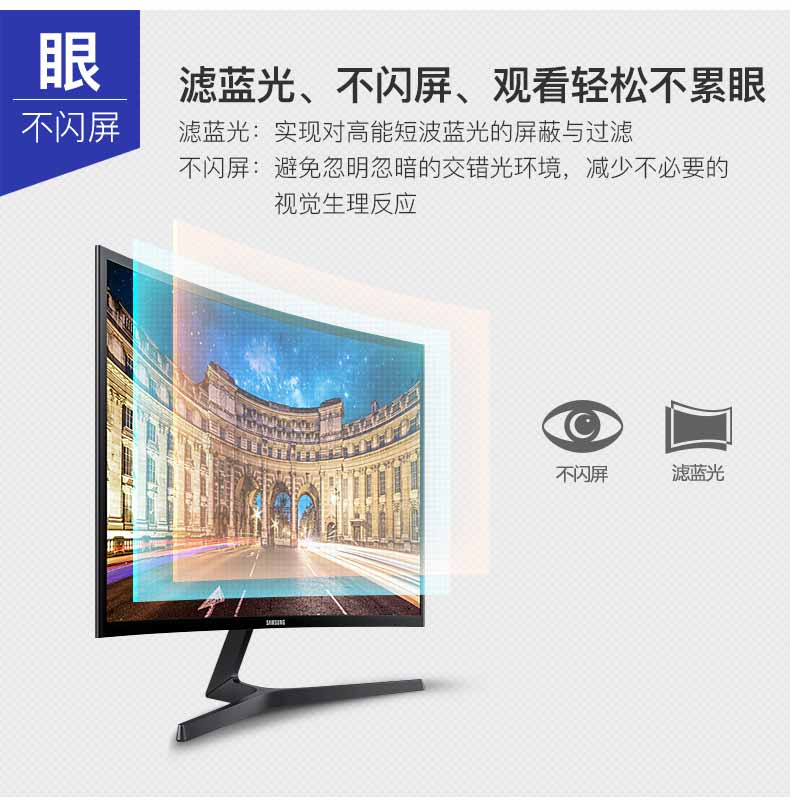 眼
不闪屏
滤蓝光、不闪屏、观看轻松不累眼
滤蓝光：实现对高能短波蓝光的屏蔽与过滤
不闪屏：避免忽明忽暗的交错光环境，减少不必要的
视觉生理反应
不闪屏
滤蓝光
SAMSUNG